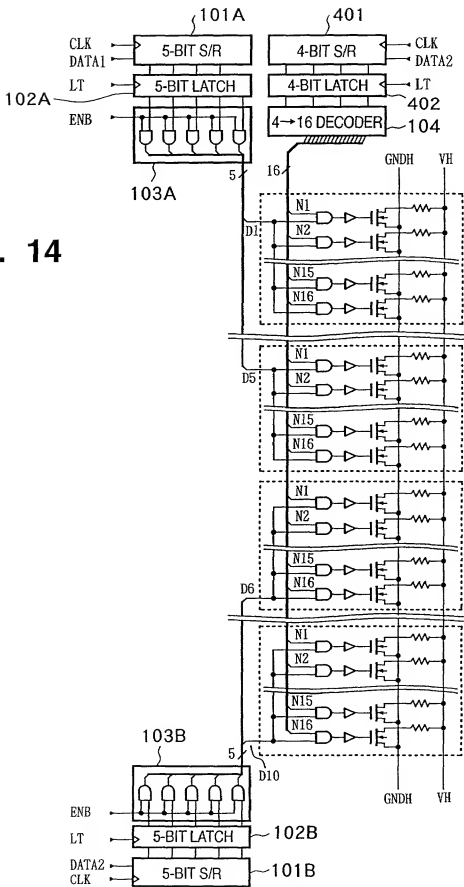 101A
401
CLK
5-BIT S/R
4-BIT S/R
CLK
DATA1
DATA2
LT
5-BIT LATCH
4-BIT LATCH
LT
102A
402
ENB
4→16 DECODER
104
103A
5
16
GNDH
VH
. 14
D1
N1
N2
N15
N16
D5
N1
N2
N15
N16
N1
N2
N15
D6
N16
N1
N2
N15
N16
103B
5
D10
GNDH
VH
ENB
LT
5-BIT LATCH
102B
DATA2
CLK
5-BIT S/R
101B